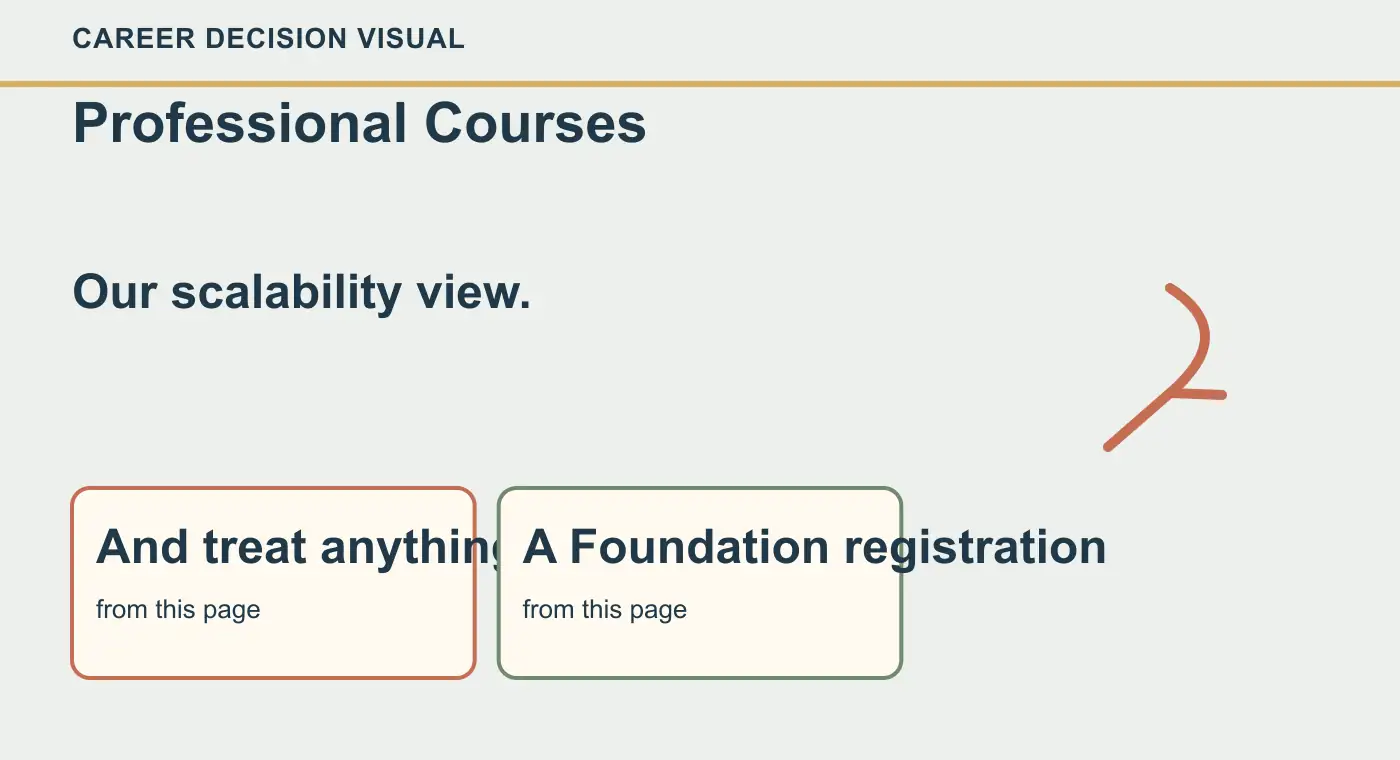 CAREER DECISION VISUAL
Professional Courses
Our scalability view.
And treat anything
from this page
A Foundation registration
from this page